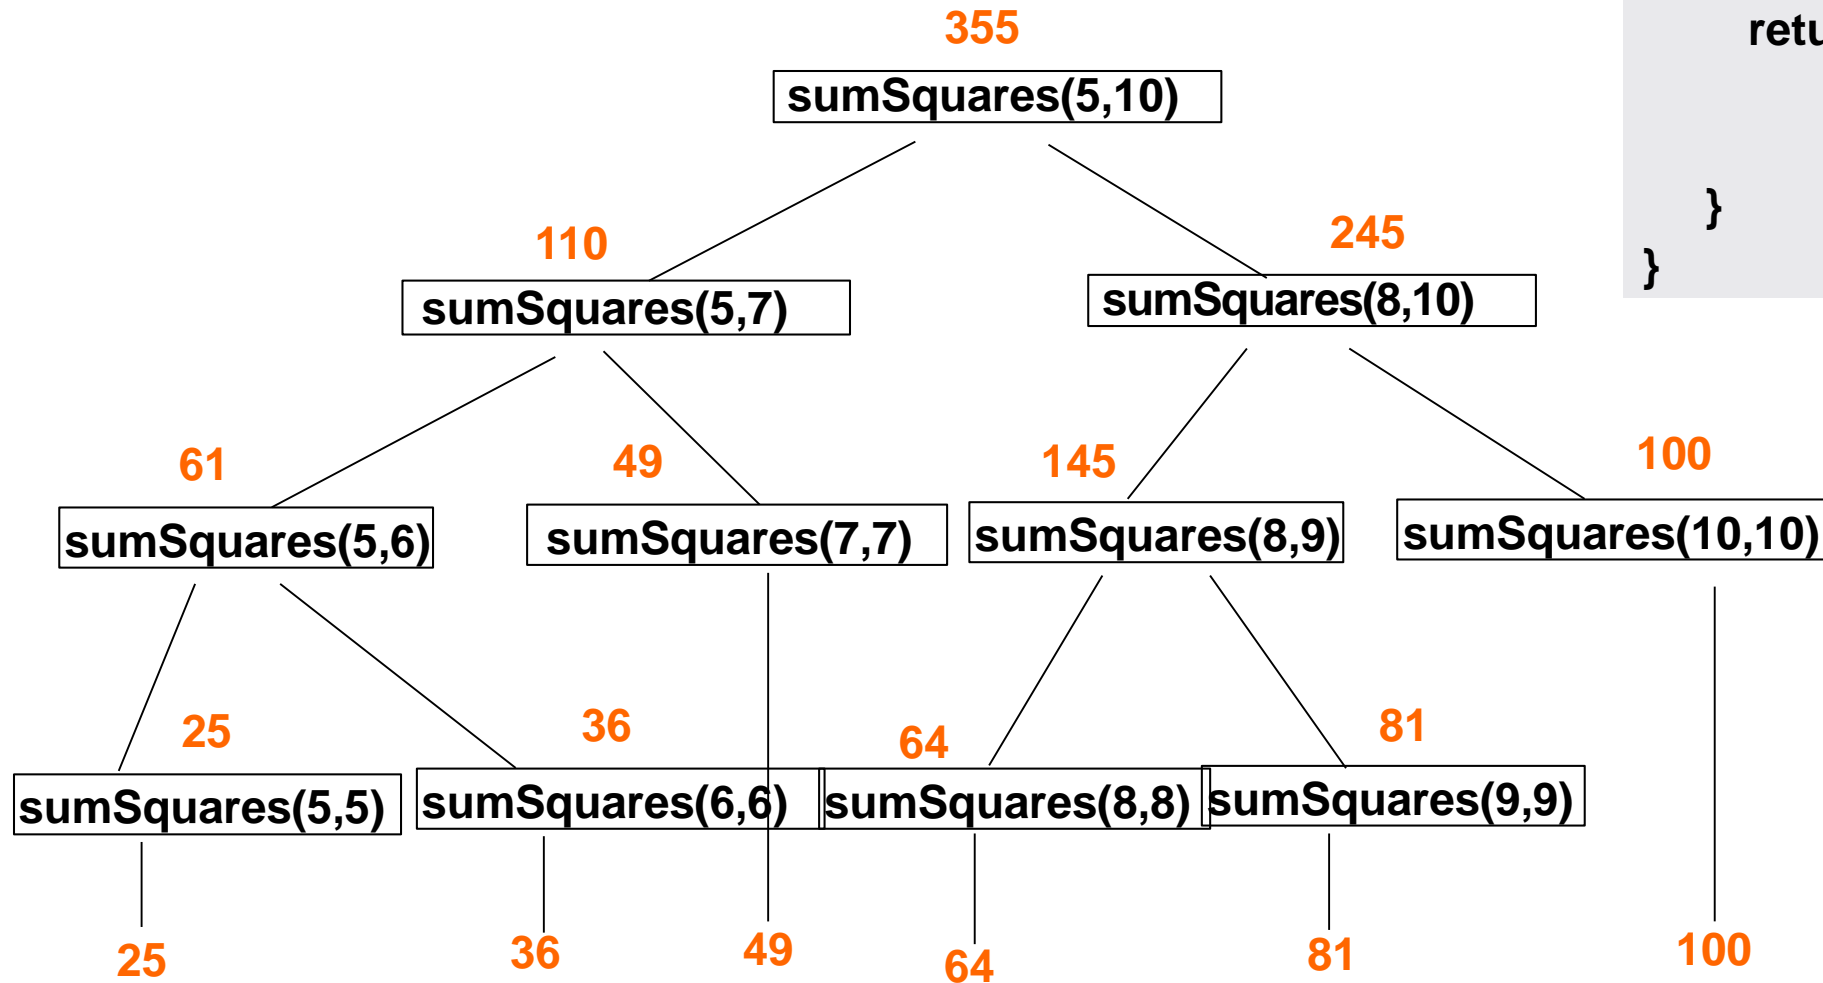 355
retu
sumSquares(5,10)
}
110
245
}
sumSquares(5,7)
sumSquares(8,10)
61
49
145
100
sumSquares(5,6)
sumSquares(7,7)
sumSquares(8,9)
sumSquares(10,10)
25
36
64
81
sumSquares(5,5)
sumSquares(6,6)
sumSquares(8,8)
sumSquares(9,9)
25
36
49
64
81
100